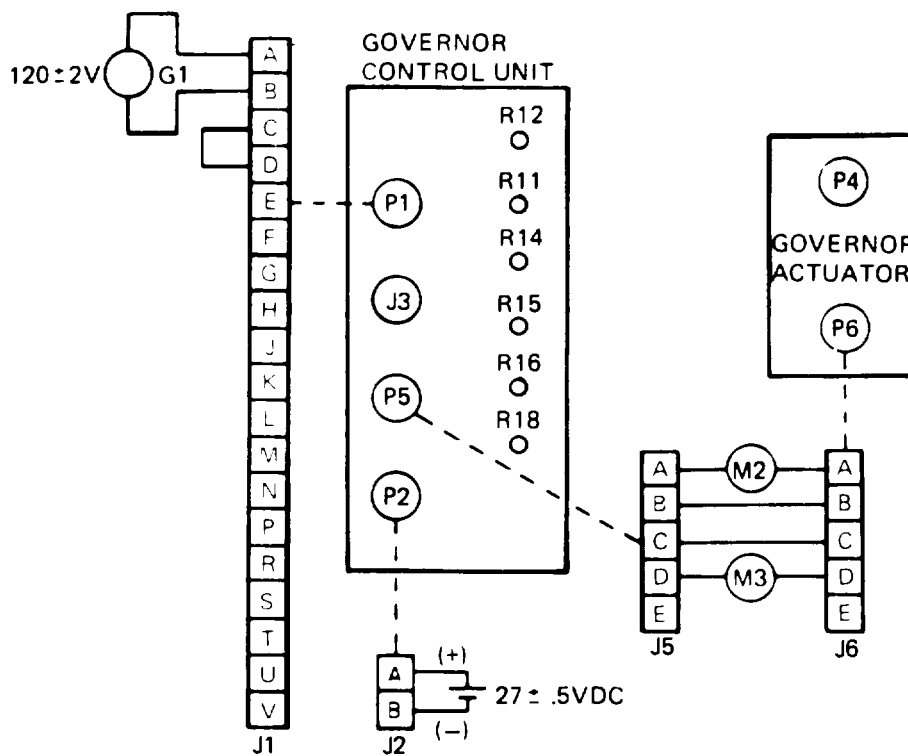 120±2V
G1
A
B
C
D
E
F
G
H
J
K
L
M
N
P
R
S
T
U
V
J1
GOVERNOR
CONTROL UNIT
R12
P1
R11
R14
J3
R15
R16
P5
R18
P2
A
B
(+)
(−)
27 ± .5VDC
J2
P4
GOVERNOR
ACTUATOR
P6
A
B
C
D
E
J5
M2
M3
A
B
C
D
E
J6